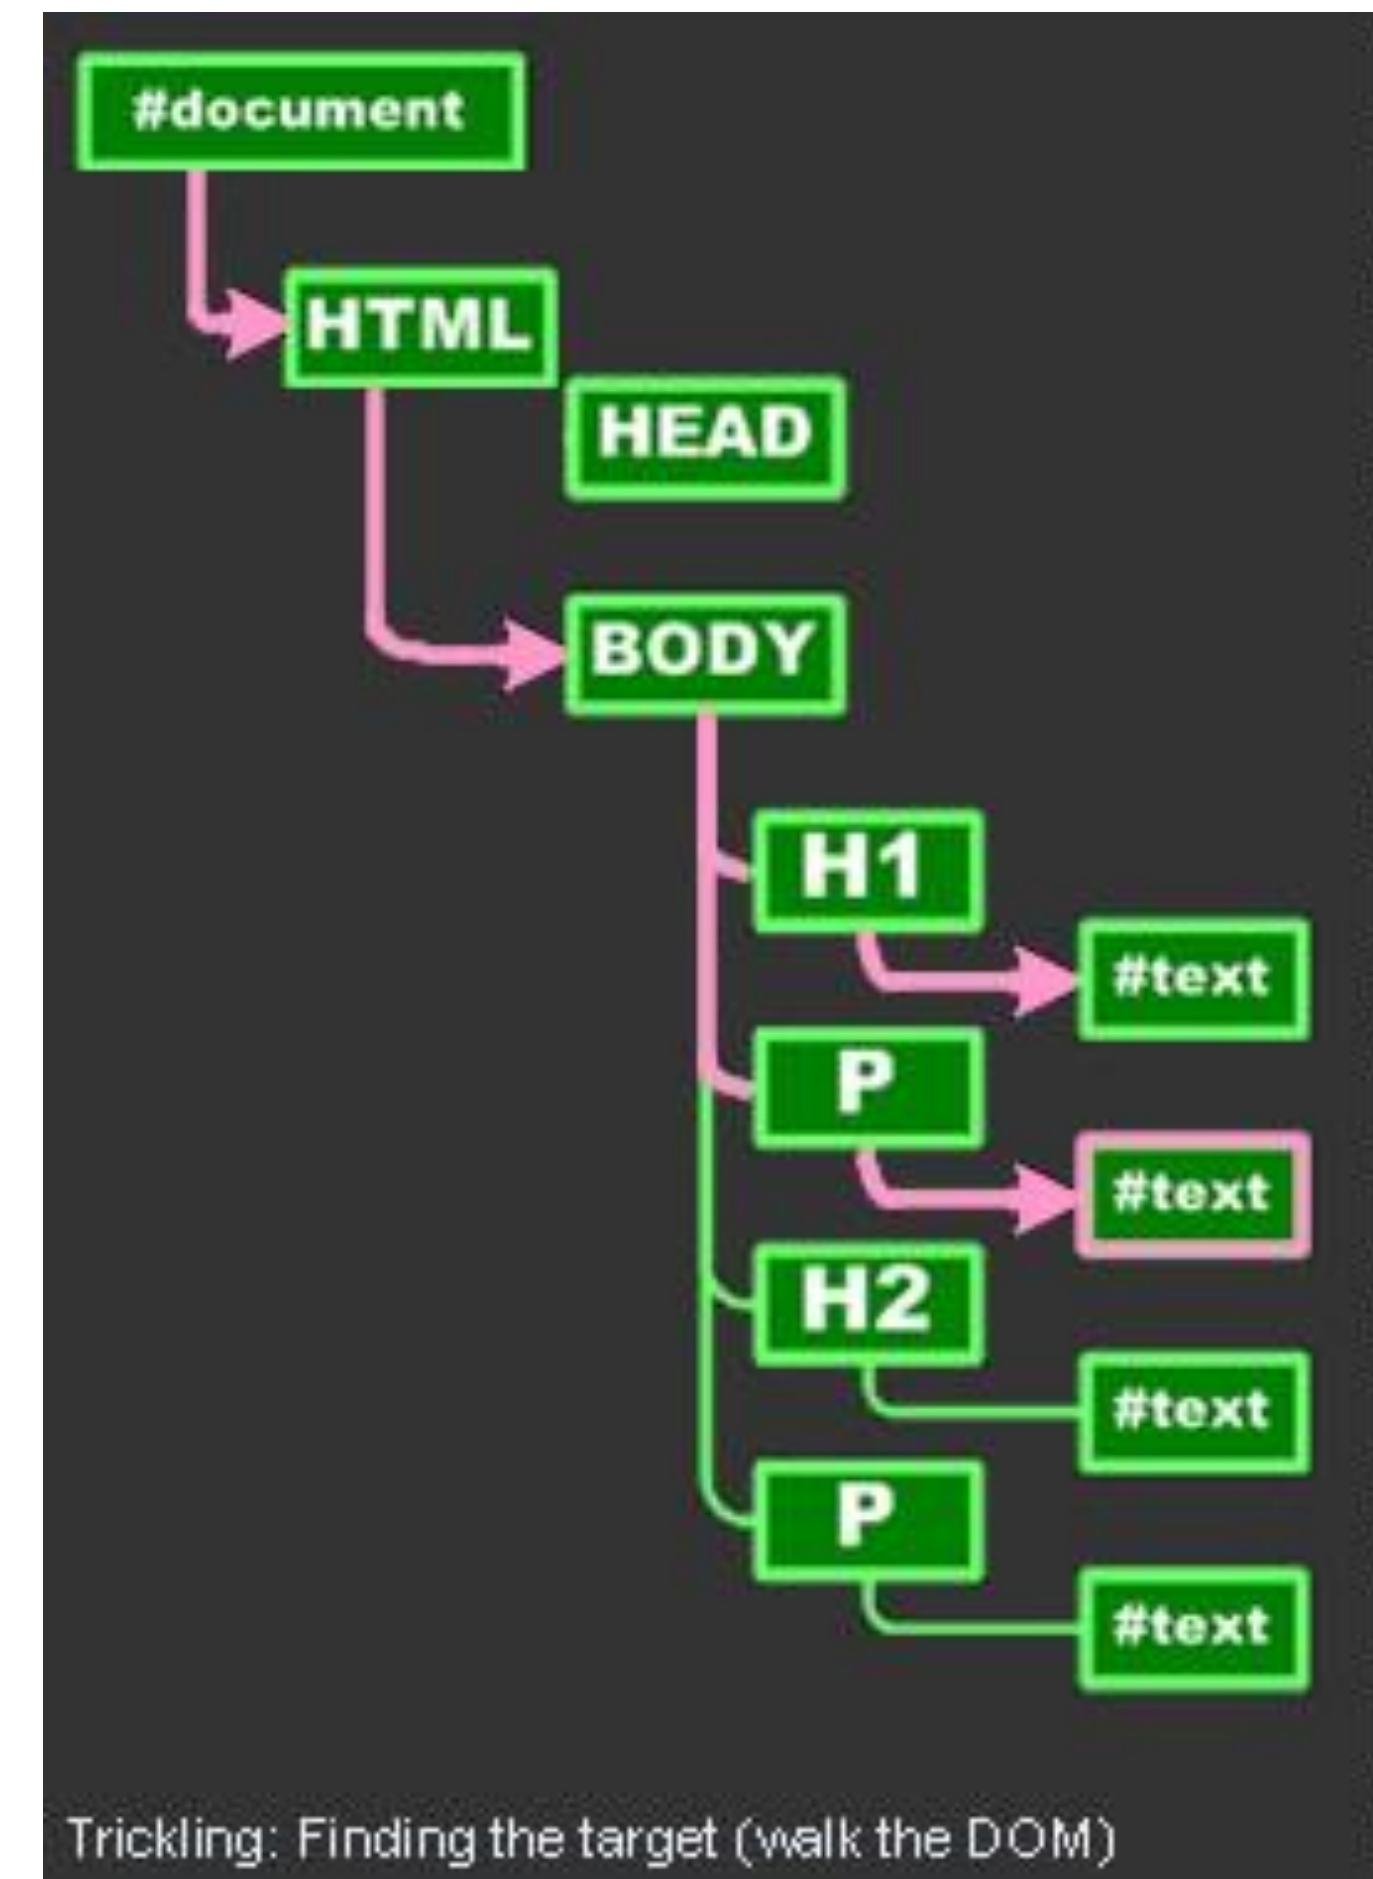 #document
HTML
HEAD
BODY
H1
#text
P
#text
H2
#text
P
#text
Trickling: Finding the target (walk the DOM)